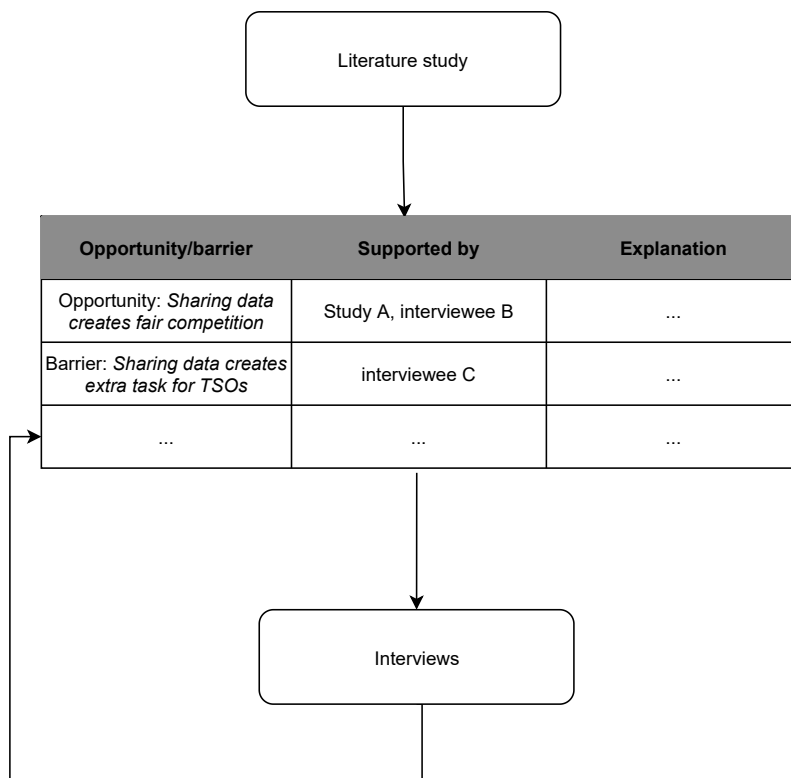 Literature study
Opportunity/barrier Supported by Explanation
Opportunity: Sharing data
creates fair competition
Study A, interviewee B
...
Barrier: Sharing data creates
extra task for TSOs
interviewee C
...
... ... ...
Interviews